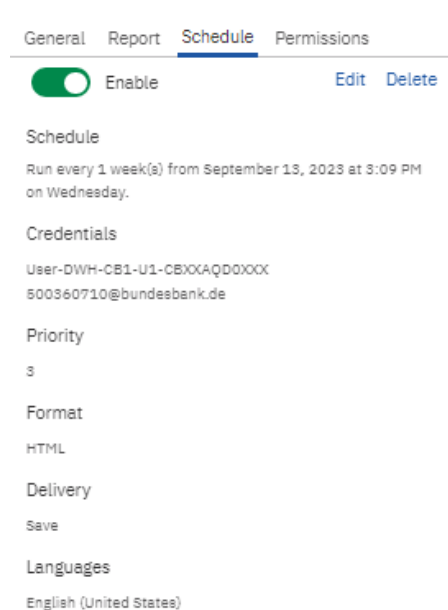 General Report Schedule Permissions
Enable Edit Delete
Schedule
Run every 1 week(s) from September 13, 2023 at 3:09 PM
on Wednesday.
Credentials
User-DWH-CB1-U1-CBXXAQD0XXX
500360710@bundesbank.de
Priority
3
Format
HTML
Delivery
Save
Languages
English (United States)